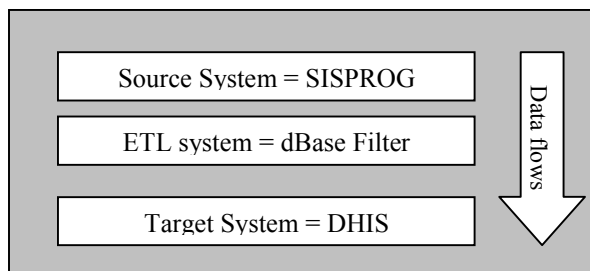 Source System = SISPROG
ETL system = dBase Filter
Target System = DHIS
Data flows